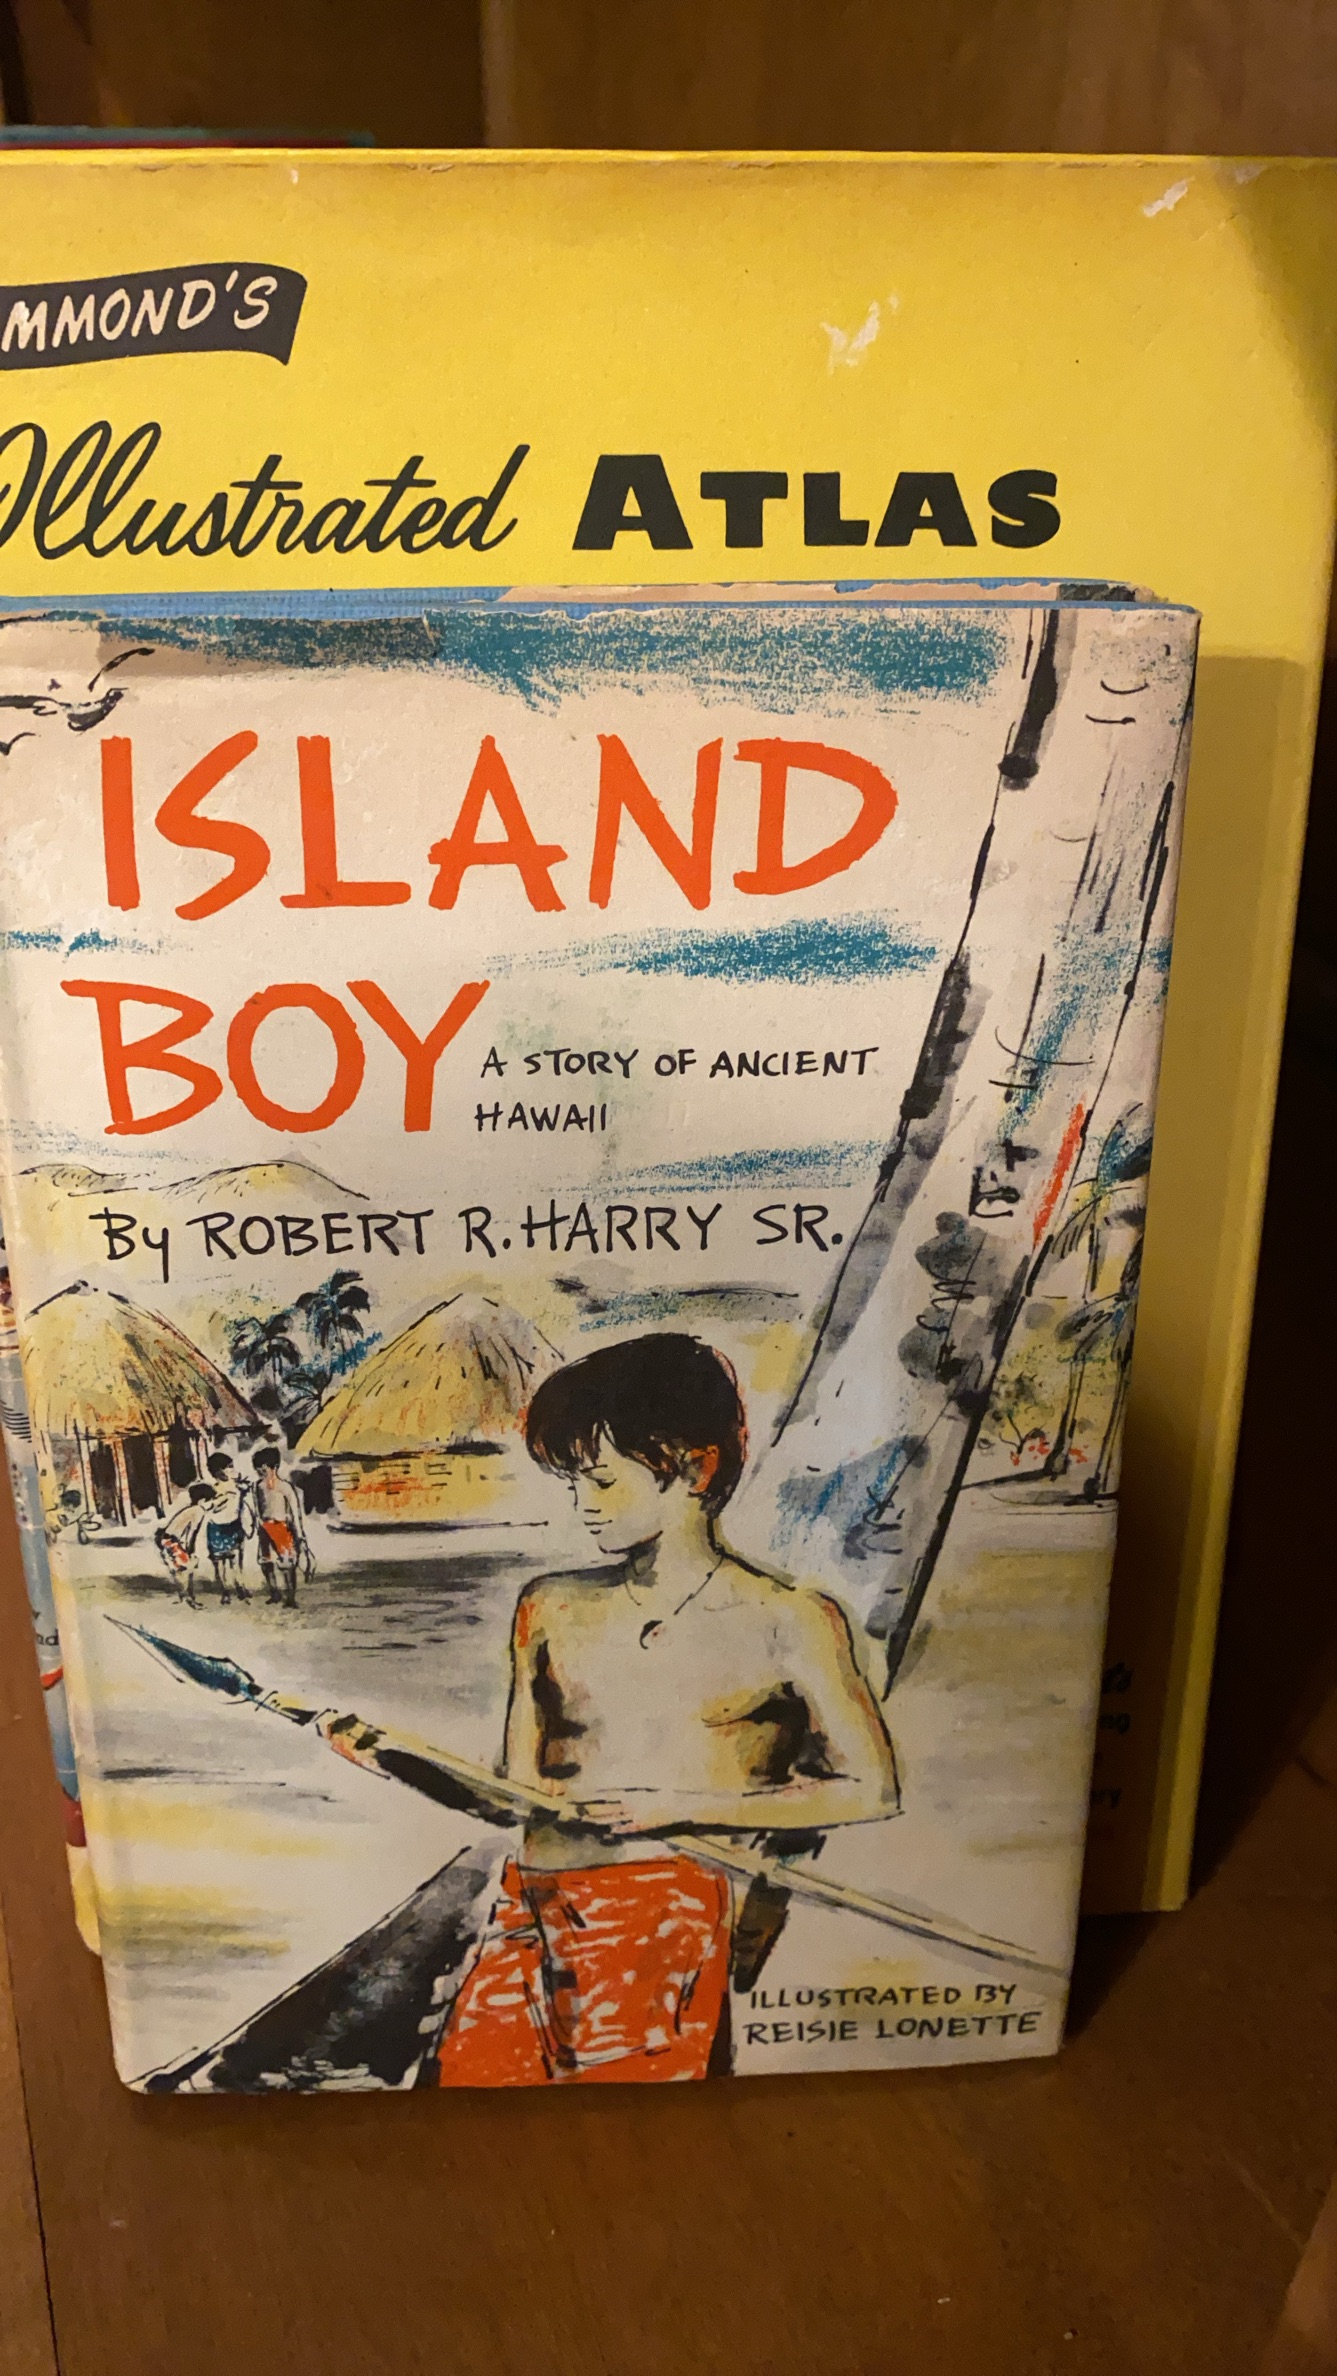 MMOND'S
Illustrated ATLAS
ISLAND
BOY
A STORY OF ANCIENT
HAWAII
By ROBERT R. HARRY SR.
ILLUSTRATED BY
REISIE LONETTE